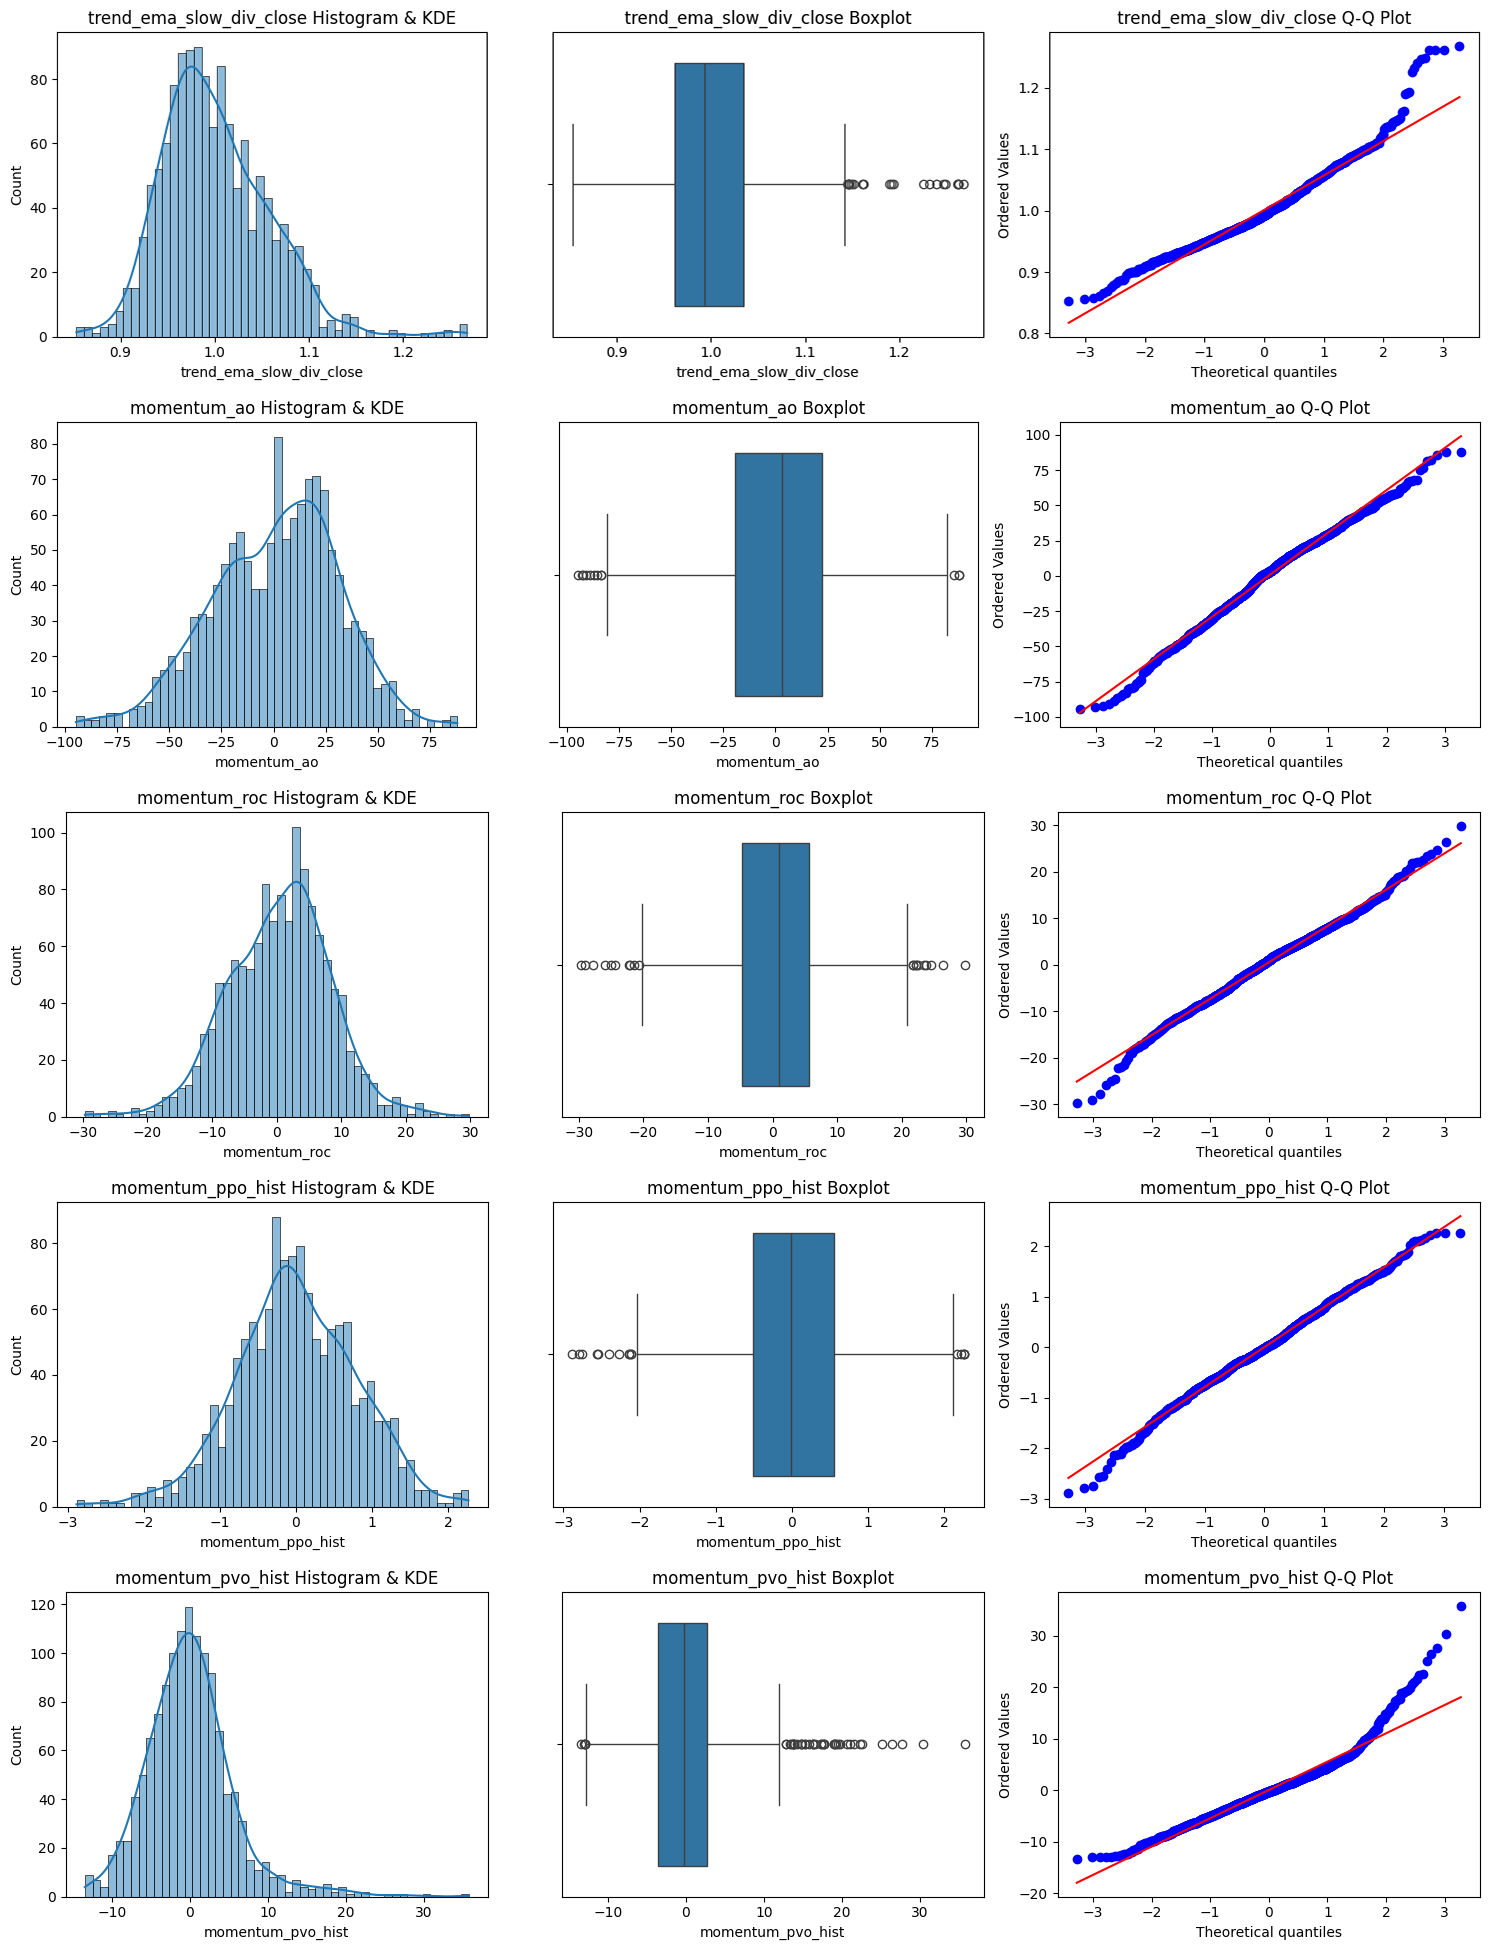 trend_ema_slow_div_close Histogram & KDE
Count
80
60
40
20
0
0.9 1.0 1.1 1.2
trend_ema_slow_div_close
trend_ema_slow_div_close Boxplot
0.9 1.0 1.1 1.2
trend_ema_slow_div_close
trend_ema_slow_div_close Q-Q Plot
Ordered Values
1.2
1.1
1.0
0.9
0.8
−3 −2 −1 0 1 2 3
Theoretical quantiles
momentum_ao Histogram & KDE
Count
80
70
60
50
40
30
20
10
0
−100 −75 −50 −25 0 25 50 75
momentum_ao
momentum_ao Boxplot
−100 −75 −50 −25 0 25 50 75
momentum_ao
momentum_ao Q-Q Plot
Ordered Values
100
75
50
25
0
−25
−50
−75
−100
−3 −2 −1 0 1 2 3
Theoretical quantiles
momentum_roc Histogram & KDE
Count
100
80
60
40
20
0
−30 −20 −10 0 10 20 30
momentum_roc
momentum_roc Boxplot
−30 −20 −10 0 10 20 30
momentum_roc
momentum_roc Q-Q Plot
Ordered Values
30
20
10
0
−10
−20
−30
−3 −2 −1 0 1 2 3
Theoretical quantiles
momentum_ppo_hist Histogram & KDE
Count
80
60
40
20
0
−3 −2 −1 0 1 2
momentum_ppo_hist
momentum_ppo_hist Boxplot
−3 −2 −1 0 1 2
momentum_ppo_hist
momentum_ppo_hist Q-Q Plot
Ordered Values
2
1
0
−1
−2
−3
−3 −2 −1 0 1 2 3
Theoretical quantiles
momentum_pvo_hist Histogram & KDE
Count
120
100
80
60
40
20
0
−10 0 10 20 30
momentum_pvo_hist
momentum_pvo_hist Boxplot
−10 0 10 20 30
momentum_pvo_hist
momentum_pvo_hist Q-Q Plot
Ordered Values
30
20
10
0
−10
−20
−3 −2 −1 0 1 2 3
Theoretical quantiles